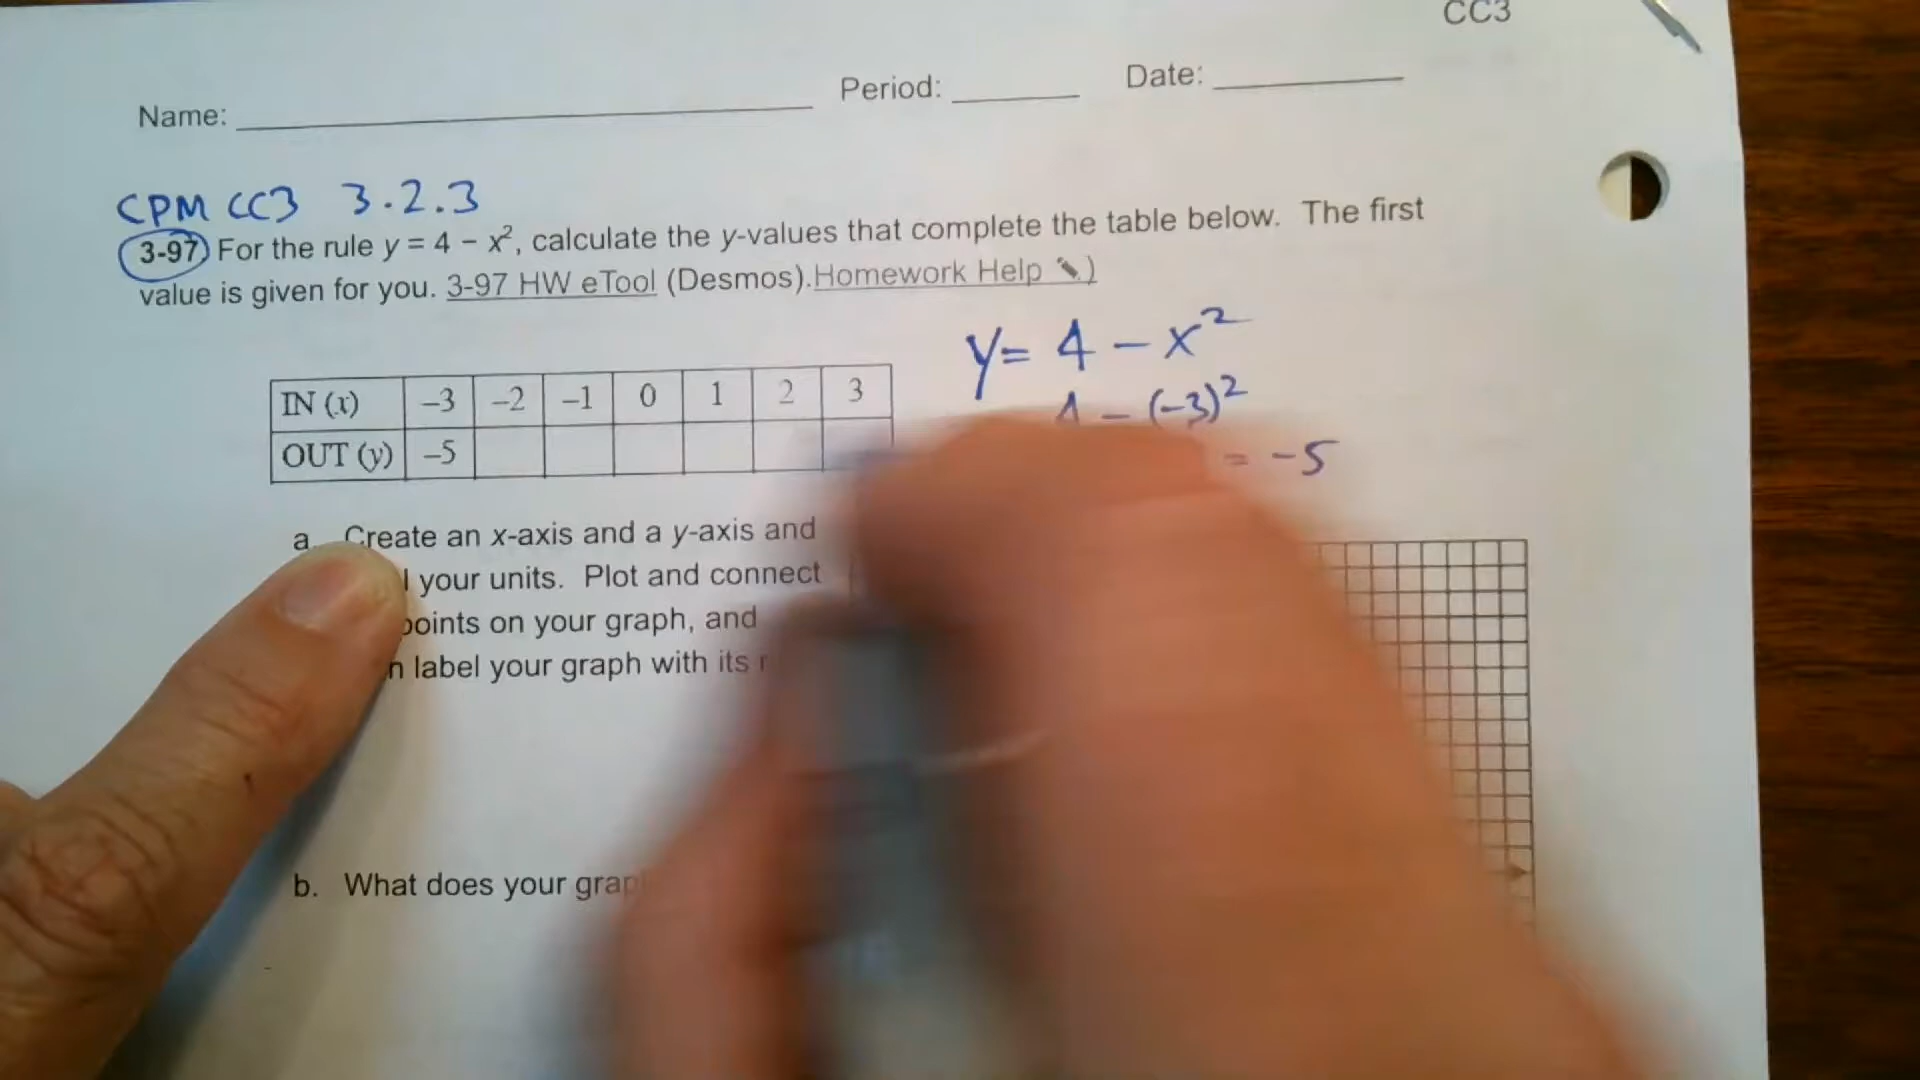 CC3
Name: Period: Date:
CPM CC3 3.2.3
3-97) For the rule y = 4 − x², calculate the y-values that complete the table below. The first
value is given for you. 3-97 HW eTool (Desmos).Homework Help ✎)
y = 4 − x²
IN (x) −3 −2 −1 0 1 2 3
4 − (−3)²
OUT (y) −5
= −5
a. Create an x-axis and a y-axis and
your units. Plot and connect
points on your graph, and
label your graph with its
b. What does your